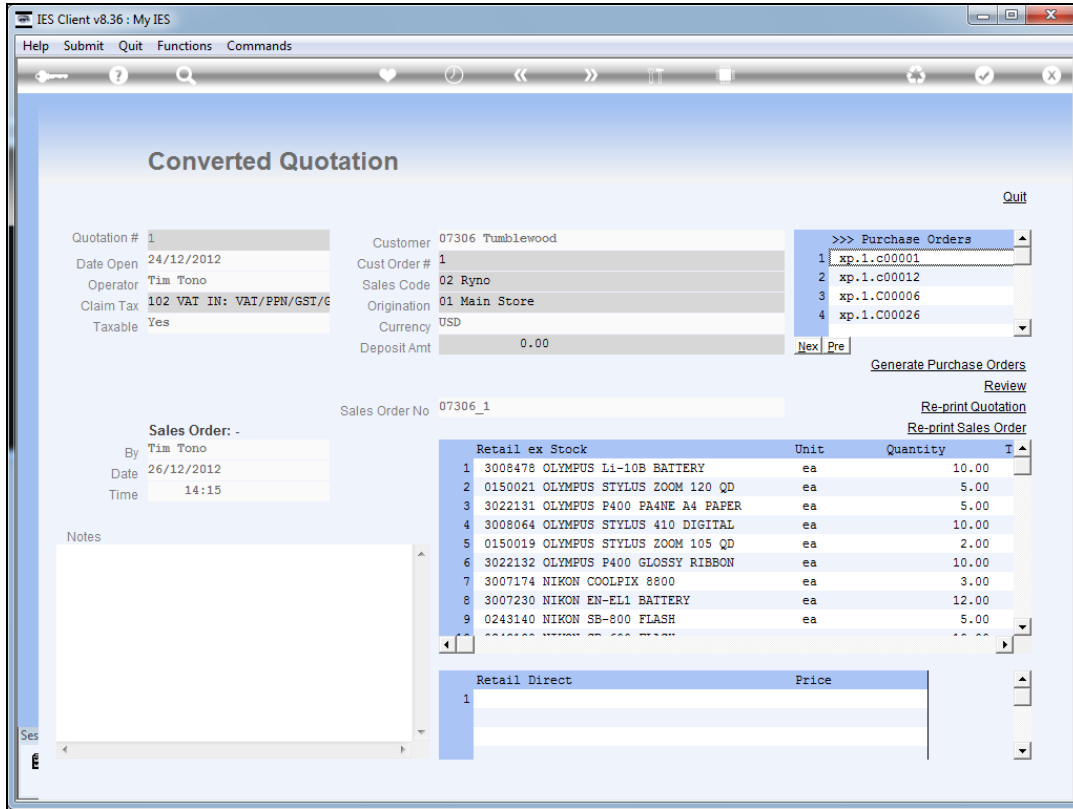 IES Client v8.36 : My IES
Help Submit Quit Functions Commands
Converted Quotation
Quit
Quotation # 1
Date Open 24/12/2012
Operator Tim Tono
Claim Tax 102 VAT IN: VAT/PPN/GST/G
Taxable Yes
Customer 07306 Tumblewood
Cust Order # 1
Sales Code 02 Ryno
Origination 01 Main Store
Currency USD
Deposit Amt 0.00
>>> Purchase Orders
1 xp.1.c00001
2 xp.1.c00012
3 xp.1.C00006
4 xp.1.C00026
Nex Pre
Generate Purchase Orders
Review
Re-print Quotation
Re-print Sales Order
Sales Order No 07306_1
Sales Order: -
By Tim Tono
Date 26/12/2012
Time 14:15
Notes
Retail ex Stock Unit Quantity T
1 3008478 OLYMPUS Li-10B BATTERY ea 10.00
2 0150021 OLYMPUS STYLUS ZOOM 120 QD ea 5.00
3 3022131 OLYMPUS P400 PA4NE A4 PAPER ea 5.00
4 3008064 OLYMPUS STYLUS 410 DIGITAL ea 10.00
5 0150019 OLYMPUS STYLUS ZOOM 105 QD ea 2.00
6 3022132 OLYMPUS P400 GLOSSY RIBBON ea 10.00
7 3007174 NIKON COOLPIX 8800 ea 3.00
8 3007230 NIKON EN-EL1 BATTERY ea 12.00
9 0243140 NIKON SB-800 FLASH ea 5.00
Retail Direct Price
1
Ses